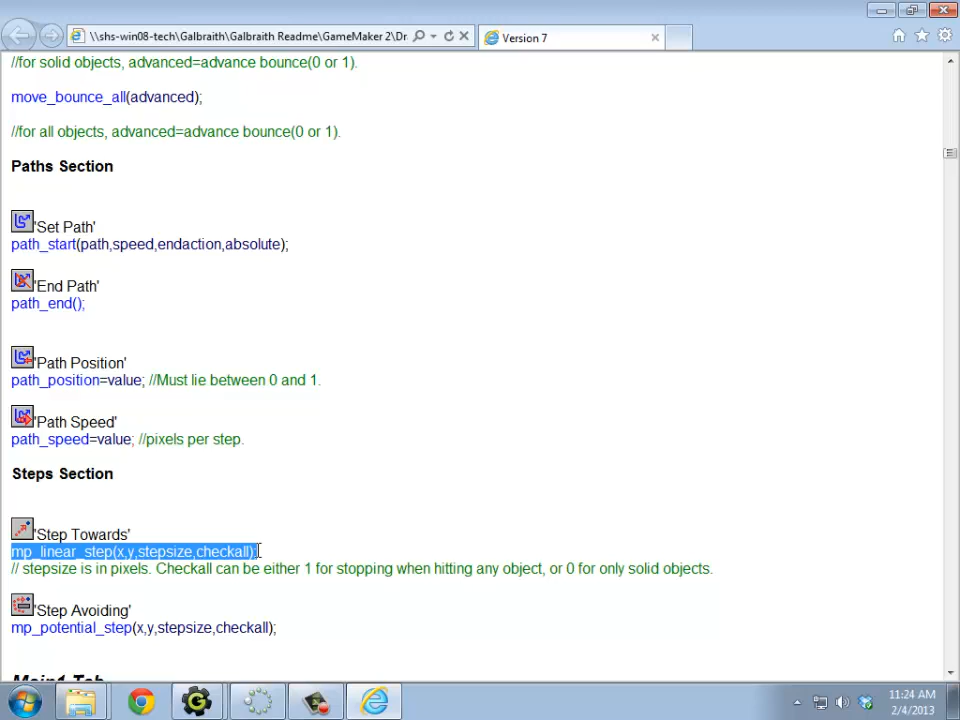 \\shs-win08-tech\Galbraith\Galbraith Readme\GameMaker 2\Dr
Version 7
//for solid objects, advanced=advance bounce(0 or 1).
move_bounce_all(advanced);
//for all objects, advanced=advance bounce(0 or 1).
Paths Section
'Set Path'
path_start(path,speed,endaction,absolute);
'End Path'
path_end();
'Path Position'
path_position=value; //Must lie between 0 and 1.
'Path Speed'
path_speed=value; //pixels per step.
Steps Section
'Step Towards'
mp_linear_step(x,y,stepsize,checkall);
// stepsize is in pixels. Checkall can be either 1 for stopping when hitting any object, or 0 for only solid objects.
'Step Avoiding'
mp_potential_step(x,y,stepsize,checkall);
Main1 Tab
11:24 AM
2/4/2013